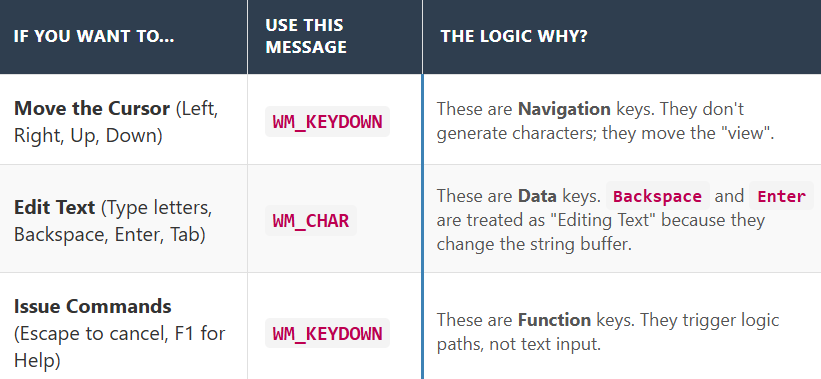 IF YOU WANT TO...
USE THIS
MESSAGE
THE LOGIC WHY?
Move the Cursor (Left,
Right, Up, Down)
WM_KEYDOWN
These are Navigation keys. They don't
generate characters; they move the "view".
Edit Text (Type letters,
Backspace, Enter, Tab)
WM_CHAR
These are Data keys. Backspace and Enter
are treated as "Editing Text" because they
change the string buffer.
Issue Commands
(Escape to cancel, F1 for
Help)
WM_KEYDOWN
These are Function keys. They trigger logic
paths, not text input.